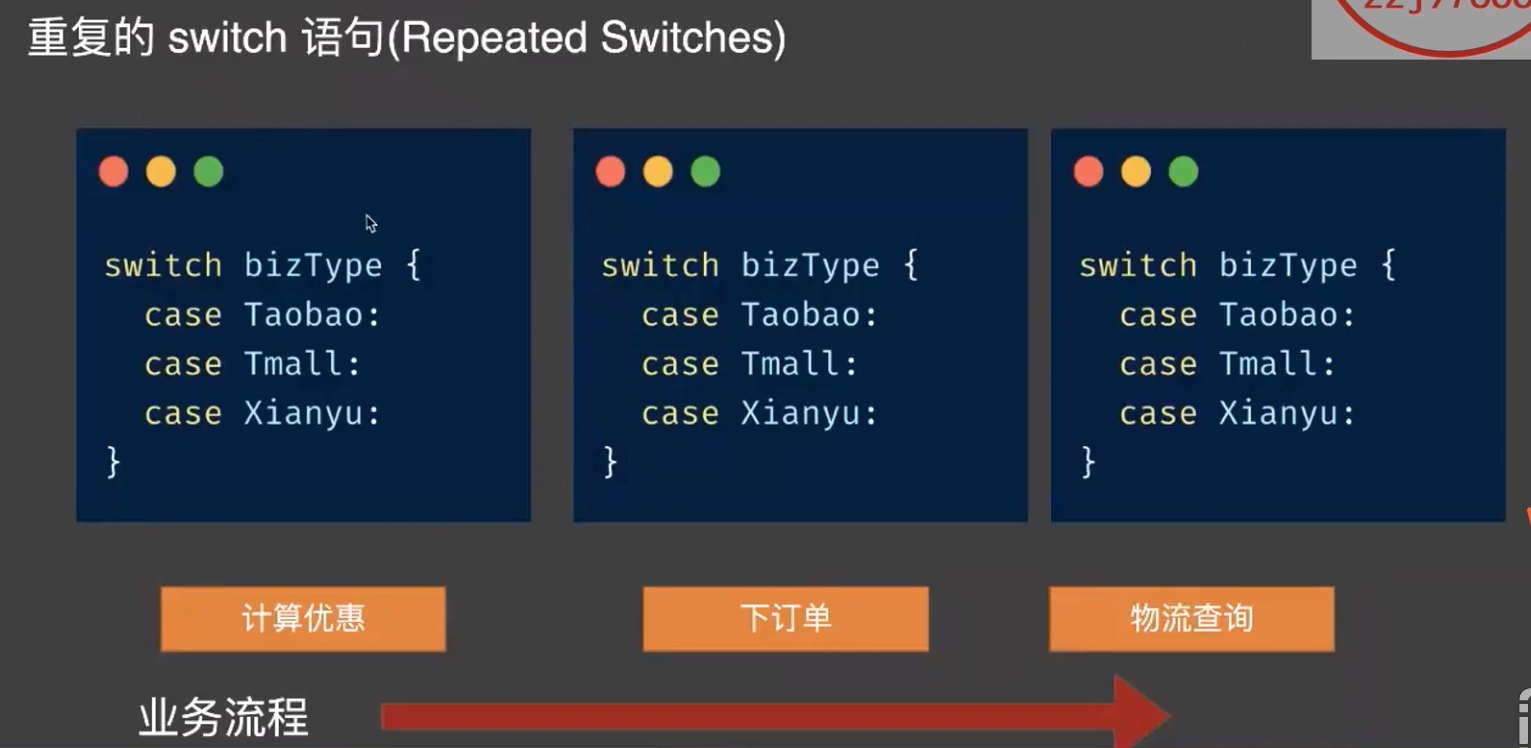 重复的 switch 语句(Repeated Switches)
switch bizType {
case Taobao:
case Tmall:
case Xianyu:
}
switch bizType {
case Taobao:
case Tmall:
case Xianyu:
}
switch bizType {
case Taobao:
case Tmall:
case Xianyu:
}
计算优惠
下订单
物流查询
业务流程